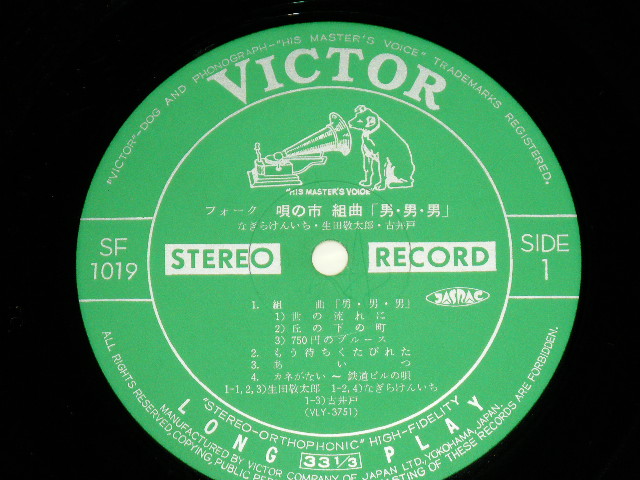 "VICTOR"–DOG AND PHONOGRAPH–"HIS MASTER'S VOICE" TRADEMARKS REGISTERED.
VICTOR
"HIS MASTER'S VOICE"
フォーク 唄の市 組曲「男・男・男」
なぎらけんいち・生田敬太郎・古井戸
SF
1019
STEREO RECORD
SIDE
1
JASRAC
1. 組 曲「男・男・男」
1) 世の流れに
2) 丘の下の町
3) 750円のブルース
2. もう待ちくたびれた
3. あいつ
4. カネがない〜鉄道ビルの唄
1-1,2,3)生田敬太郎 1-2,4)なぎらけんいち
1-3)古井戸
(VLY-3751)
"STEREO-ORTHOPHONIC" HIGH-FIDELITY
LONG 33 1/3 PLAY
ALL RIGHTS RESERVED, COPYING, PUBLIC
MANUFACTURED BY VICTOR COMPANY OF JAPAN LTD., YOKOHAMA, JAPAN.
CASTING OF THESE RECORDS ARE FORBIDDEN.